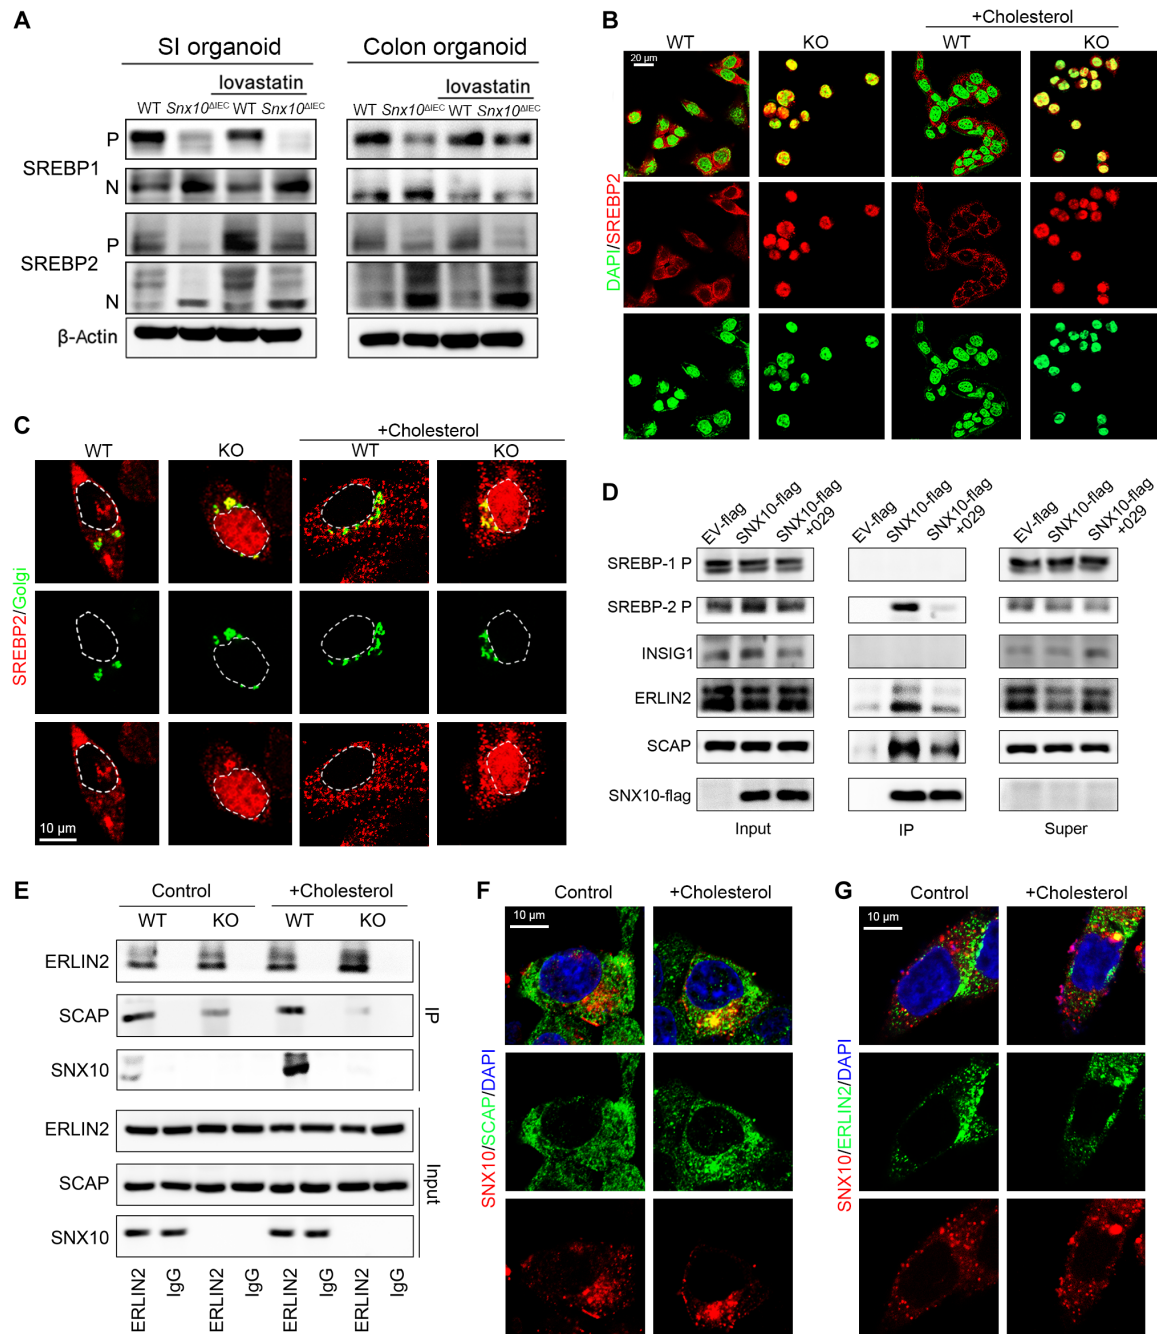 A
SI organoid
Colon organoid
lovastatin
lovastatin
WT Snx10ΔIEC WT Snx10ΔIEC
WT Snx10ΔIEC WT Snx10ΔIEC
SREBP1
P
N
SREBP2
P
N
β-Actin
B
+Cholesterol
WT
KO
WT
KO
20 μm
DAPI/SREBP2
C
+Cholesterol
WT
KO
WT
KO
SREBP2/Golgi
10 μm
D
EV-flag
SNX10-flag
SNX10-flag
+029
EV-flag
SNX10-flag
SNX10-flag
+029
EV-flag
SNX10-flag
SNX10-flag
+029
SREBP-1 P
SREBP-2 P
INSIG1
ERLIN2
SCAP
SNX10-flag
Input
IP
Super
E
Control
+Cholesterol
WT
KO
WT
KO
ERLIN2
SCAP
SNX10
IP
ERLIN2
SCAP
SNX10
Input
ERLIN2
IgG
ERLIN2
IgG
ERLIN2
IgG
ERLIN2
IgG
F
Control
+Cholesterol
10 μm
SNX10/SCAP/DAPI
G
Control
+Cholesterol
10 μm
SNX10/ERLIN2/DAPI